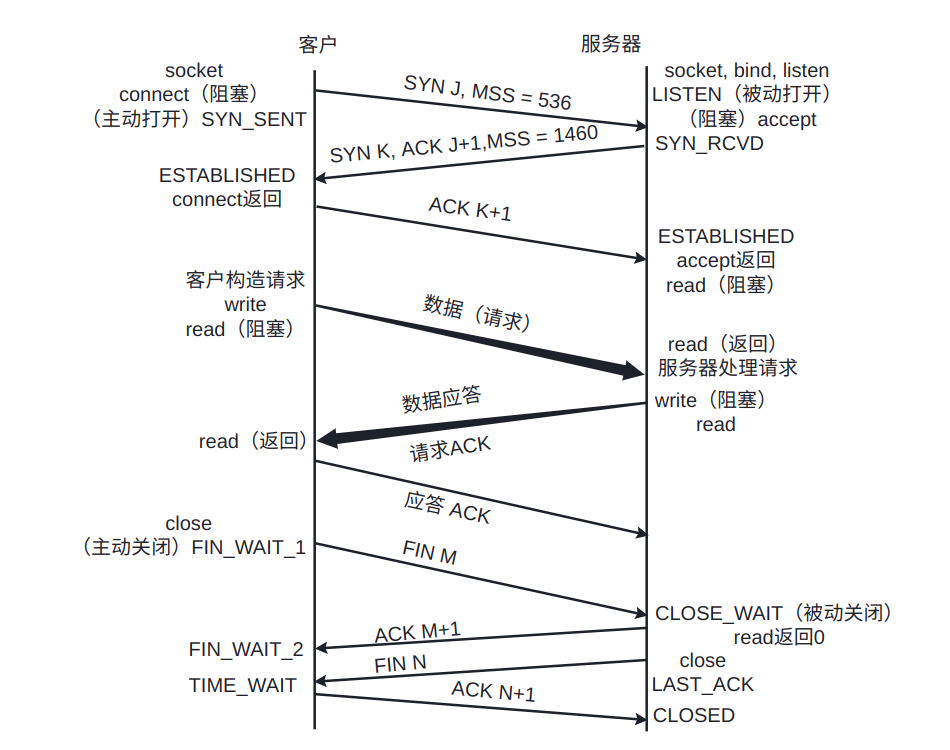 客户
服务器
socket
connect（阻塞）
（主动打开）SYN_SENT
SYN J, MSS = 536
socket, bind, listen
LISTEN（被动打开）
（阻塞）accept
SYN_RCVD
SYN K, ACK J+1,MSS = 1460
ESTABLISHED
connect返回
ACK K+1
ESTABLISHED
accept返回
read（阻塞）
客户构造请求
write
read（阻塞）
数据（请求）
read（返回）
服务器处理请求
write（阻塞）
read
数据应答
read（返回）
请求ACK
应答 ACK
close
（主动关闭）FIN_WAIT_1
FIN M
CLOSE_WAIT（被动关闭）
read返回0
ACK M+1
FIN_WAIT_2
close
LAST_ACK
FIN N
TIME_WAIT
ACK N+1
CLOSED